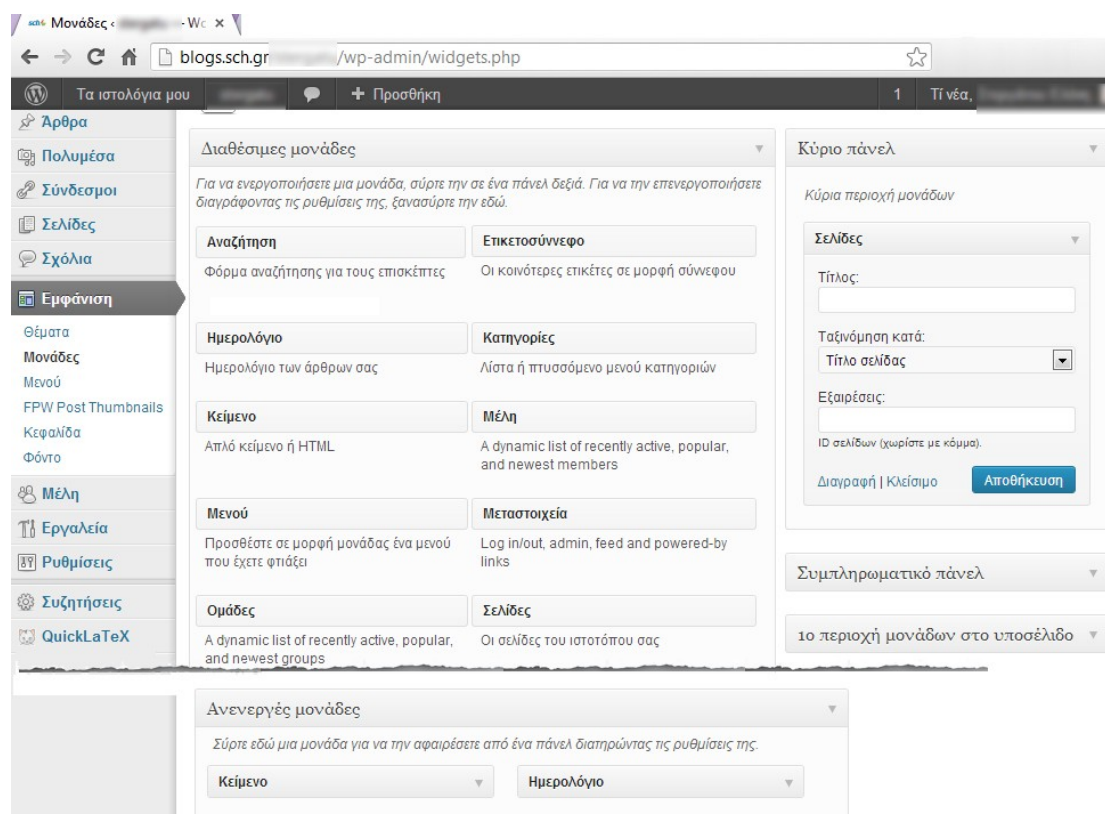 Μονάδες ‹
- Wc ×
blogs.sch.gr
/wp-admin/widgets.php
Τα ιστολόγια μου
+ Προσθήκη
1
Τί νέα,
Άρθρα
Πολυμέσα
Σύνδεσμοι
Σελίδες
Σχόλια
Εμφάνιση
Θέματα
Μονάδες
Μενού
FPW Post Thumbnails
Κεφαλίδα
Φόντο
Μέλη
Εργαλεία
Ρυθμίσεις
Συζητήσεις
QuickLaTeX
Διαθέσιμες μονάδες
Για να ενεργοποιήσετε μια μονάδα, σύρτε την σε ένα πάνελ δεξιά. Για να την επενεργοποιήσετε
διαγράφοντας τις ρυθμίσεις της, ξανασύρτε την εδώ.
Αναζήτηση
Φόρμα αναζήτησης για τους επισκέπτες
Ετικετοσύννεφο
Οι κοινότερες ετικέτες σε μορφή σύννεφου
Ημερολόγιο
Ημερολόγιο των άρθρων σας
Κατηγορίες
Λίστα ή πτυσσόμενο μενού κατηγοριών
Κείμενο
Απλό κείμενο ή HTML
Μέλη
A dynamic list of recently active, popular,
and newest members
Μενού
Προσθέστε σε μορφή μονάδας ένα μενού
που έχετε φτιάξει
Μεταστοιχεία
Log in/out, admin, feed and powered-by
links
Ομάδες
A dynamic list of recently active, popular,
and newest groups
Σελίδες
Οι σελίδες του ιστοτόπου σας
Κύριο πάνελ
Κύρια περιοχή μονάδων
Σελίδες
Τίτλος:
Ταξινόμηση κατά:
Τίτλο σελίδας
Εξαιρέσεις:
ID σελίδων (χωρίστε με κόμμα).
Διαγραφή | Κλείσιμο
Αποθήκευση
Συμπληρωματικό πάνελ
1ο περιοχή μονάδων στο υποσέλιδο
Ανενεργές μονάδες
Σύρτε εδώ μια μονάδα για να την αφαιρέσετε από ένα πάνελ διατηρώντας τις ρυθμίσεις της.
Κείμενο
Ημερολόγιο